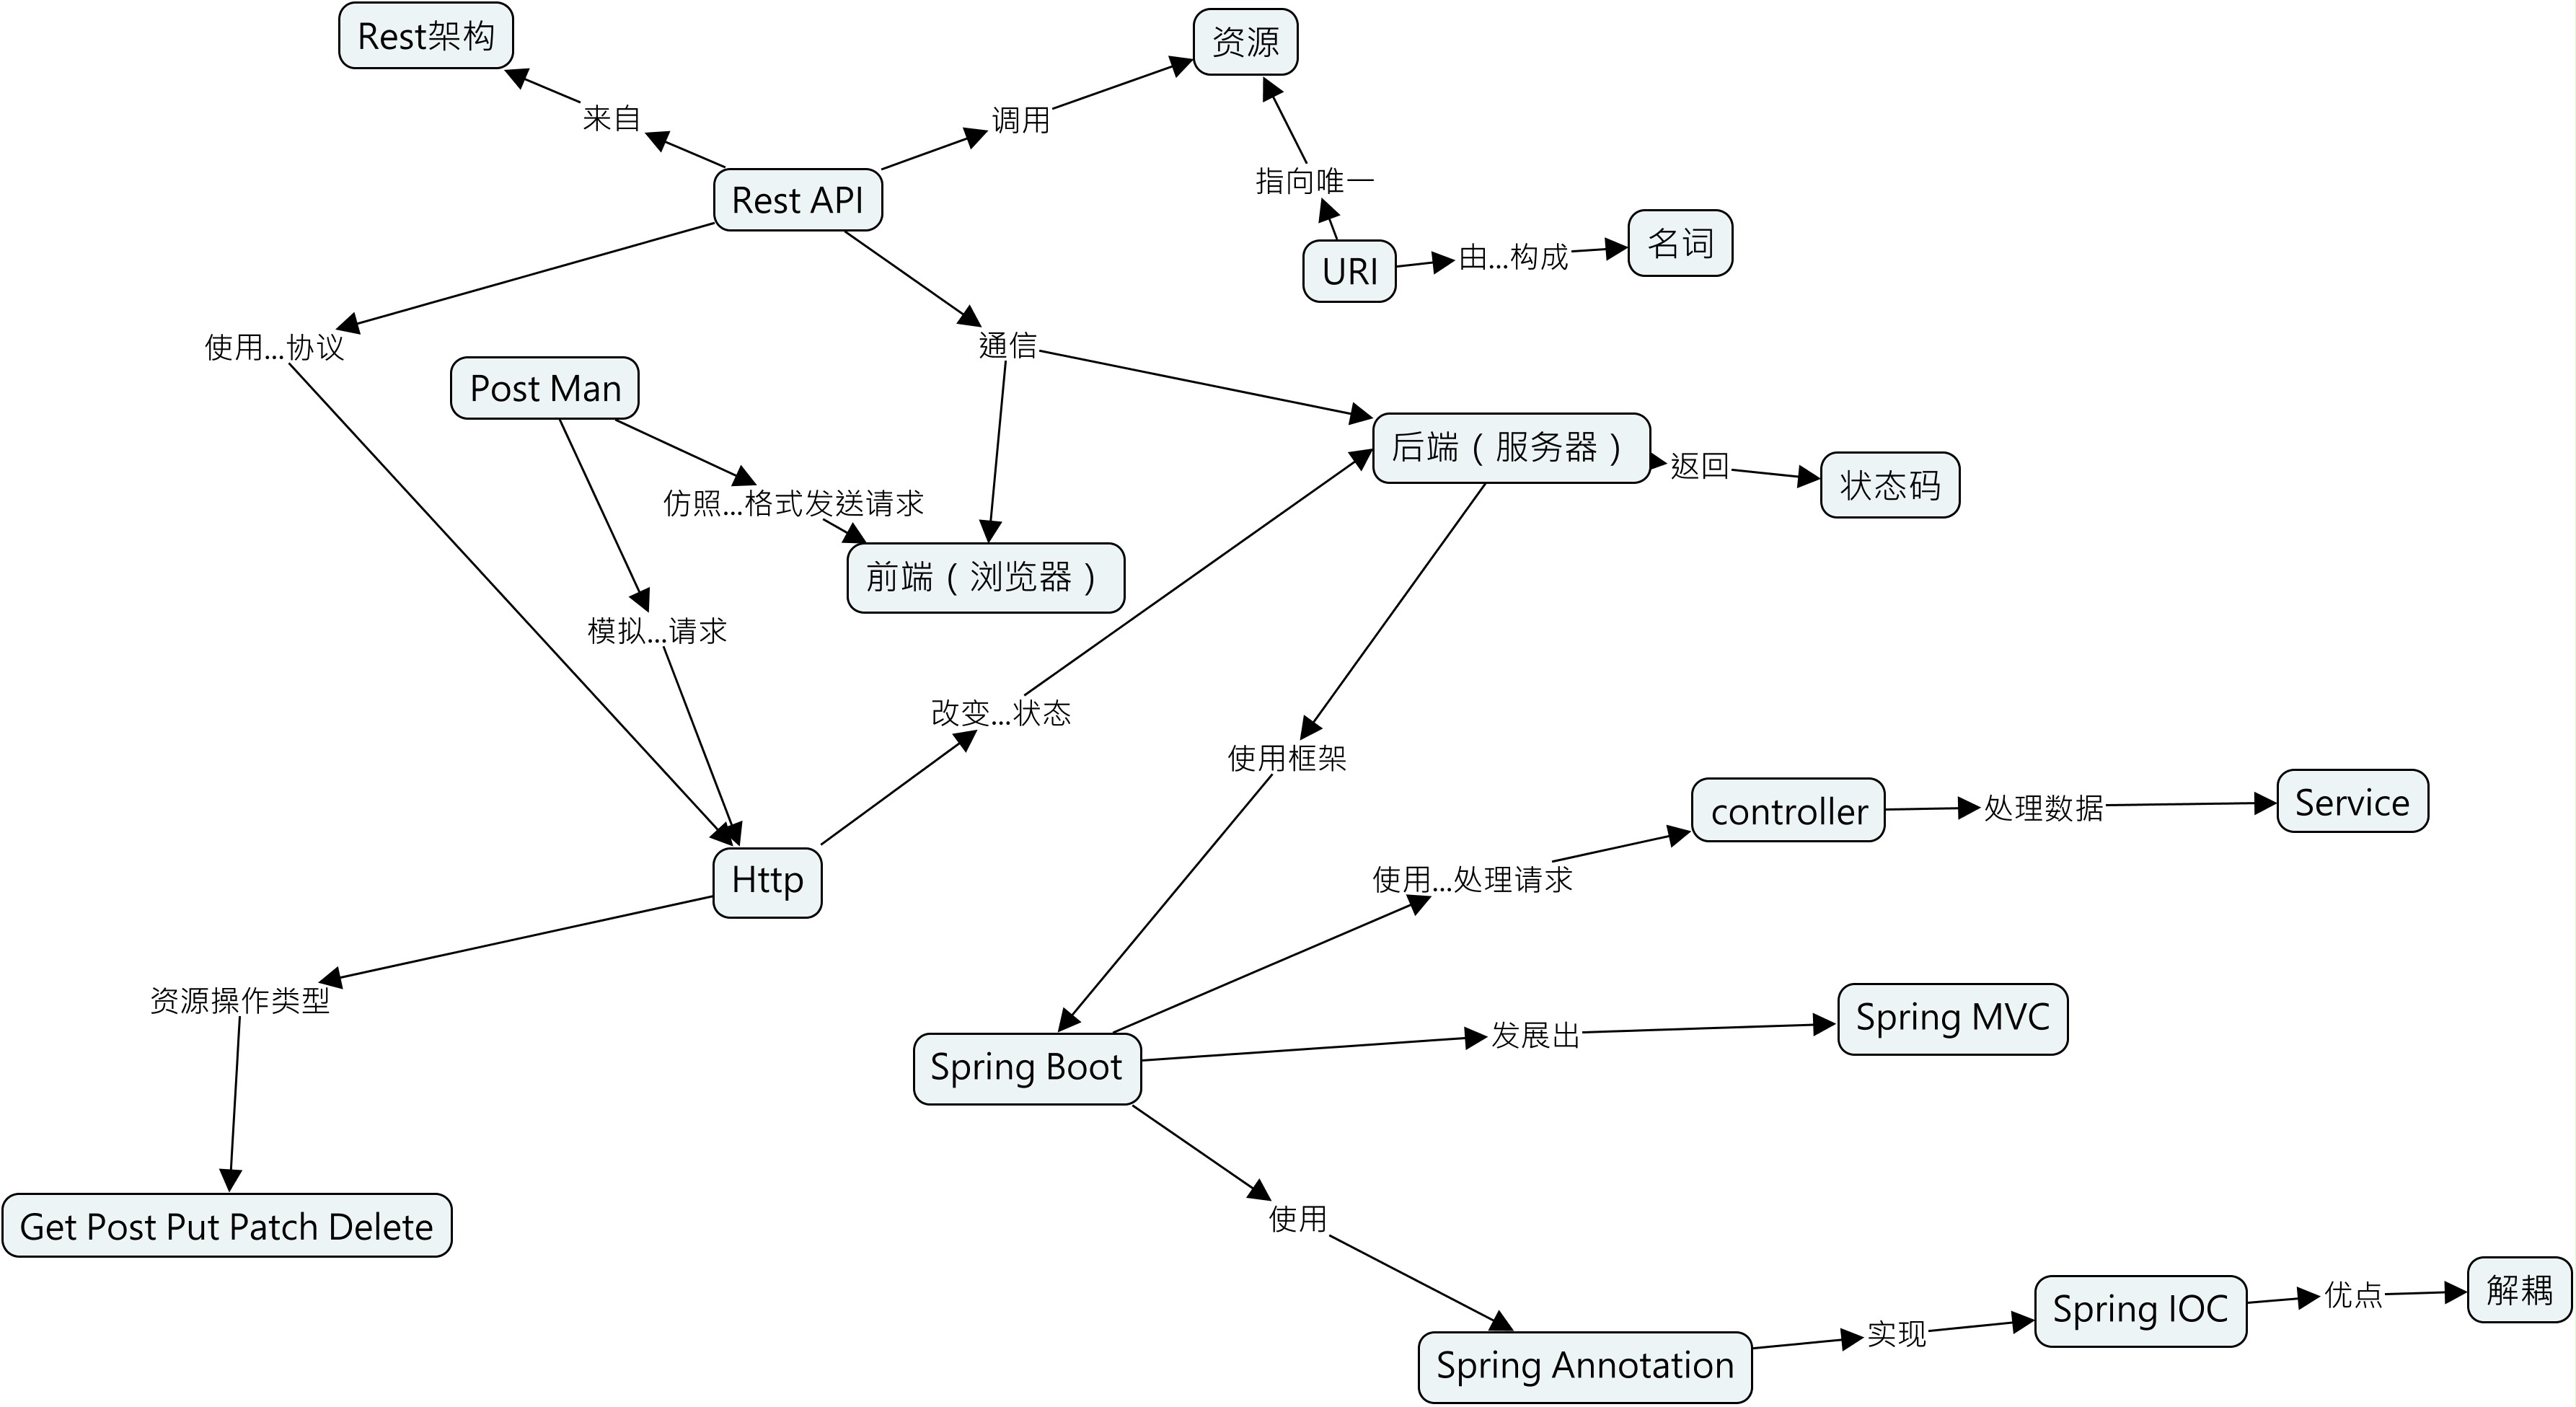 Rest架构
资源
来自
调用
指向唯一
Rest API
名词
由...构成
URI
使用...协议
通信
Post Man
后端（服务器）
返回
状态码
仿照...格式发送请求
前端（浏览器）
模拟...请求
改变...状态
使用框架
controller
处理数据
Service
使用...处理请求
Http
资源操作类型
Spring MVC
发展出
Spring Boot
Get Post Put Patch Delete
使用
解耦
优点
Spring IOC
实现
Spring Annotation